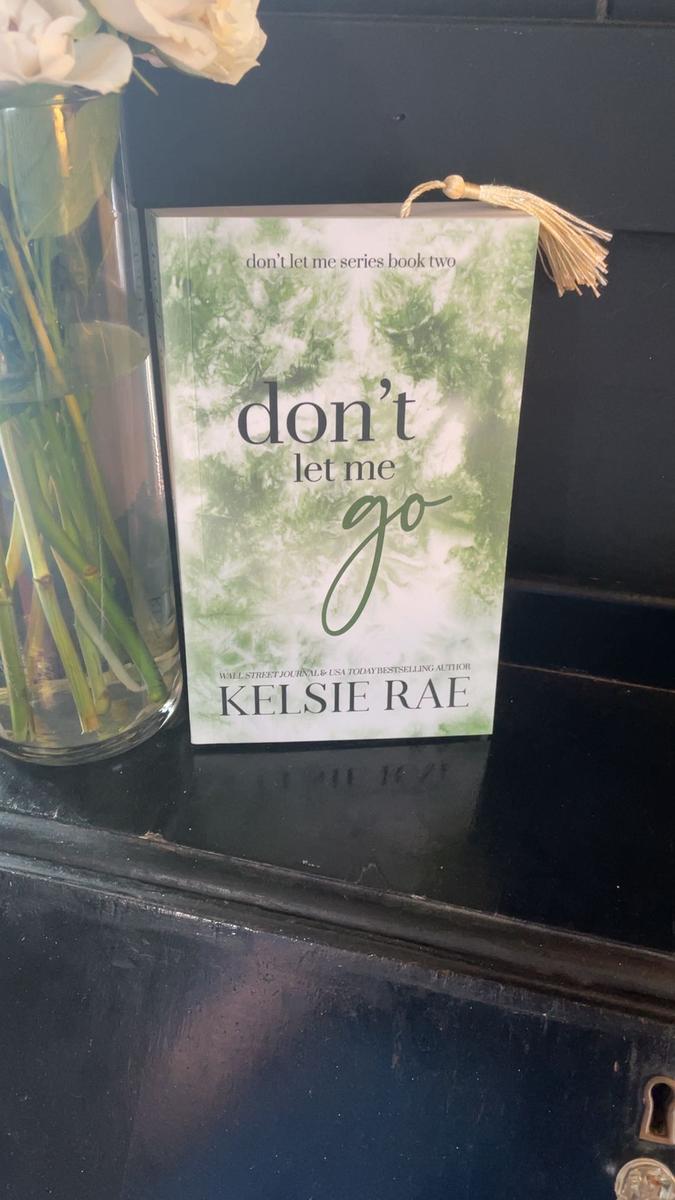 don't let me series book two
don't
let me
go
WALL STREET JOURNAL & USA TODAY BESTSELLING AUTHOR
KELSIE RAE